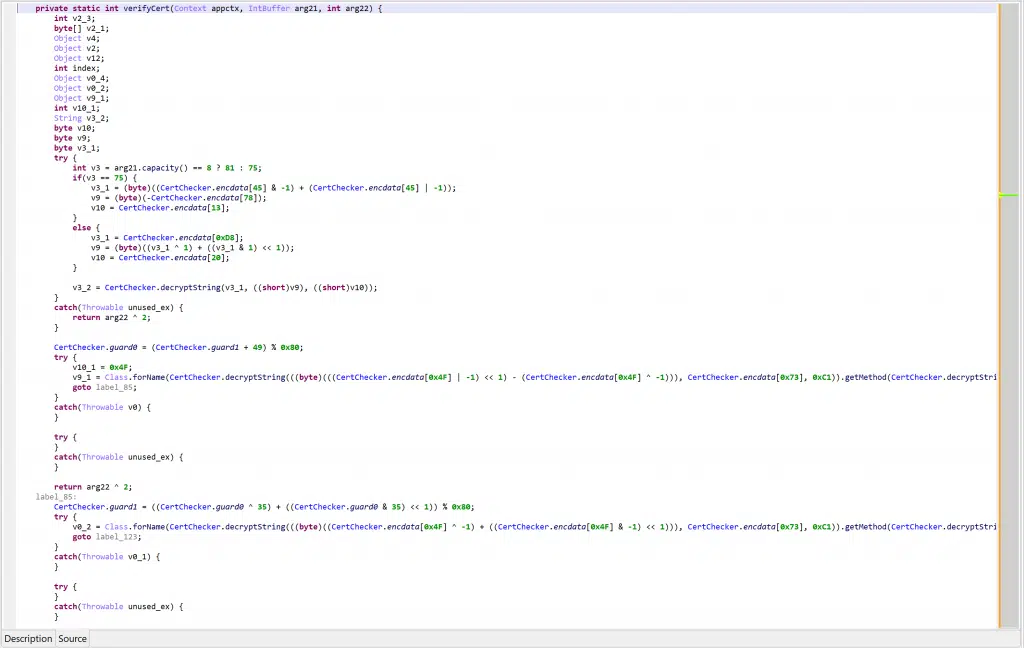 private static int verifyCert(Context appctx, IntBuffer arg21, int arg22) {
int v2_3;
byte[] v2_1;
Object v4;
Object v2;
Object v12;
int index;
Object v0_4;
Object v0_2;
Object v9_1;
int v10_1;
String v3_2;
byte v10;
byte v9;
byte v3_1;
try {
int v3 = arg21.capacity() == 8 ? 81 : 75;
if(v3 == 75) {
v3_1 = (byte)((CertChecker.encdata[45] & -1) + (CertChecker.encdata[45] | -1));
v9 = (byte)(-CertChecker.encdata[78]);
v10 = CertChecker.encdata[13];
}
else {
v3_1 = CertChecker.encdata[0xD8];
v9 = (byte)((v3_1 ^ 1) + ((v3_1 & 1) << 1));
v10 = CertChecker.encdata[20];
}
v3_2 = CertChecker.decryptString(v3_1, ((short)v9), ((short)v10));
}
catch(Throwable unused_ex) {
return arg22 ^ 2;
}
CertChecker.guard0 = (CertChecker.guard1 + 49) % 0x80;
try {
v10_1 = 0x4F;
v9_1 = Class.forName(CertChecker.decryptString(((byte)(((CertChecker.encdata[0x4F] | -1) << 1) - (CertChecker.encdata[0x4F] ^ -1))), CertChecker.encdata[0x73], 0xC1)).getMethod(CertChecker.decryptStri
goto label_85;
}
catch(Throwable v0) {
}
try {
}
catch(Throwable unused_ex) {
}
return arg22 ^ 2;
label_85:
CertChecker.guard1 = ((CertChecker.guard0 ^ 35) + ((CertChecker.guard0 & 35) << 1)) % 0x80;
try {
v0_2 = Class.forName(CertChecker.decryptString(((byte)((CertChecker.encdata[0x4F] ^ -1) + ((CertChecker.encdata[0x4F] & -1) << 1))), CertChecker.encdata[0x73], 0xC1)).getMethod(CertChecker.decryptStri
goto label_123;
}
catch(Throwable v0_1) {
}
try {
}
catch(Throwable unused_ex) {
}
Description Source